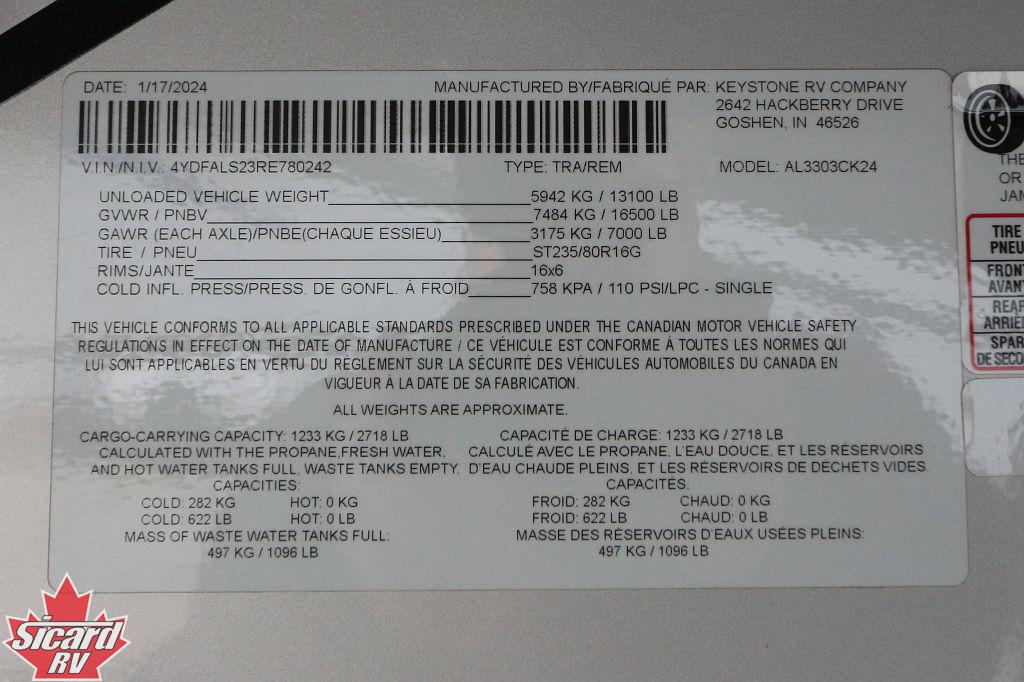 DATE: 1/17/2024 MANUFACTURED BY/FABRIQUÉ PAR: KEYSTONE RV COMPANY
2642 HACKBERRY DRIVE
GOSHEN, IN 46526
V.I.N /N.I.V.: 4YDFALS23RE780242 TYPE: TRA/REM MODEL: AL3303CK24
UNLOADED VEHICLE WEIGHT 5942 KG / 13100 LB
GVWR / PNBV 7484 KG / 16500 LB
GAWR (EACH AXLE)/PNBE(CHAQUE ESSIEU) 3175 KG / 7000 LB
TIRE / PNEU ST235/80R16G
RIMS/JANTE 16x6
COLD INFL. PRESS/PRESS. DE GONFL. À FROID 758 KPA / 110 PSI/LPC - SINGLE
THIS VEHICLE CONFORMS TO ALL APPLICABLE STANDARDS PRESCRIBED UNDER THE CANADIAN MOTOR VEHICLE SAFETY
REGULATIONS IN EFFECT ON THE DATE OF MANUFACTURE / CE VÉHICULE EST CONFORME À TOUTES LES NORMES QUI
LUI SONT APPLICABLES EN VERTU DU RÉGLEMENT SUR LA SÉCURITÉ DES VÉHICULES AUTOMOBILES DU CANADA EN
VIGUEUR À LA DATE DE SA FABRICATION.
ALL WEIGHTS ARE APPROXIMATE.
CARGO-CARRYING CAPACITY: 1233 KG / 2718 LB
CALCULATED WITH THE PROPANE,FRESH WATER,
AND HOT WATER TANKS FULL, WASTE TANKS EMPTY.
CAPACITIES:
COLD: 282 KG HOT: 0 KG
COLD: 622 LB HOT: 0 LB
MASS OF WASTE WATER TANKS FULL:
497 KG / 1096 LB
CAPACITÉ DE CHARGE: 1233 KG / 2718 LB
CALCULÉ AVEC LE PROPANE, L'EAU DOUCE, ET LES RÉSERVOIRS
D'EAU CHAUDE PLEINS, ET LES RÉSERVOIRS DE DÉCHETS VIDES.
CAPACITÉS.
FROID: 282 KG CHAUD: 0 KG
FROID: 622 LB CHAUD: 0 LB
MASSE DES RÉSERVOIRS D'EAUX USÉES PLEINS:
497 KG / 1096 LB
THE
OR
JAM
TIRE
PNEU
FRONT
AVANT
REAR
ARRIÈ
SPAR
DE SECO
Sicard
RV